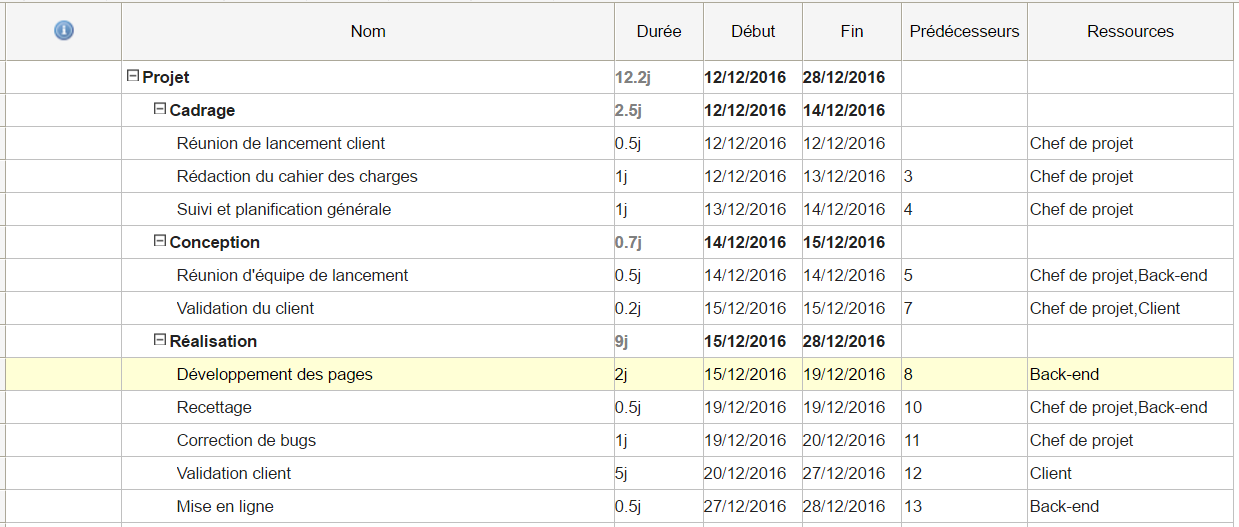 Nom Durée Début Fin Prédécesseurs Ressources
Projet 12.2j 12/12/2016 28/12/2016
Cadrage 2.5j 12/12/2016 14/12/2016
Réunion de lancement client 0.5j 12/12/2016 12/12/2016 Chef de projet
Rédaction du cahier des charges 1j 12/12/2016 13/12/2016 3 Chef de projet
Suivi et planification générale 1j 13/12/2016 14/12/2016 4 Chef de projet
Conception 0.7j 14/12/2016 15/12/2016
Réunion d'équipe de lancement 0.5j 14/12/2016 14/12/2016 5 Chef de projet,Back-end
Validation du client 0.2j 15/12/2016 15/12/2016 7 Chef de projet,Client
Réalisation 9j 15/12/2016 28/12/2016
Développement des pages 2j 15/12/2016 19/12/2016 8 Back-end
Recettage 0.5j 19/12/2016 19/12/2016 10 Chef de projet,Back-end
Correction de bugs 1j 19/12/2016 20/12/2016 11 Chef de projet
Validation client 5j 20/12/2016 27/12/2016 12 Client
Mise en ligne 0.5j 27/12/2016 28/12/2016 13 Back-end